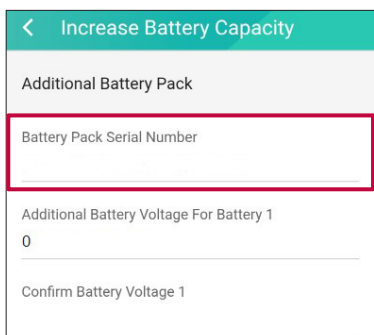 Increase Battery Capacity
Additional Battery Pack
Battery Pack Serial Number
Additional Battery Voltage For Battery 1
0
Confirm Battery Voltage 1